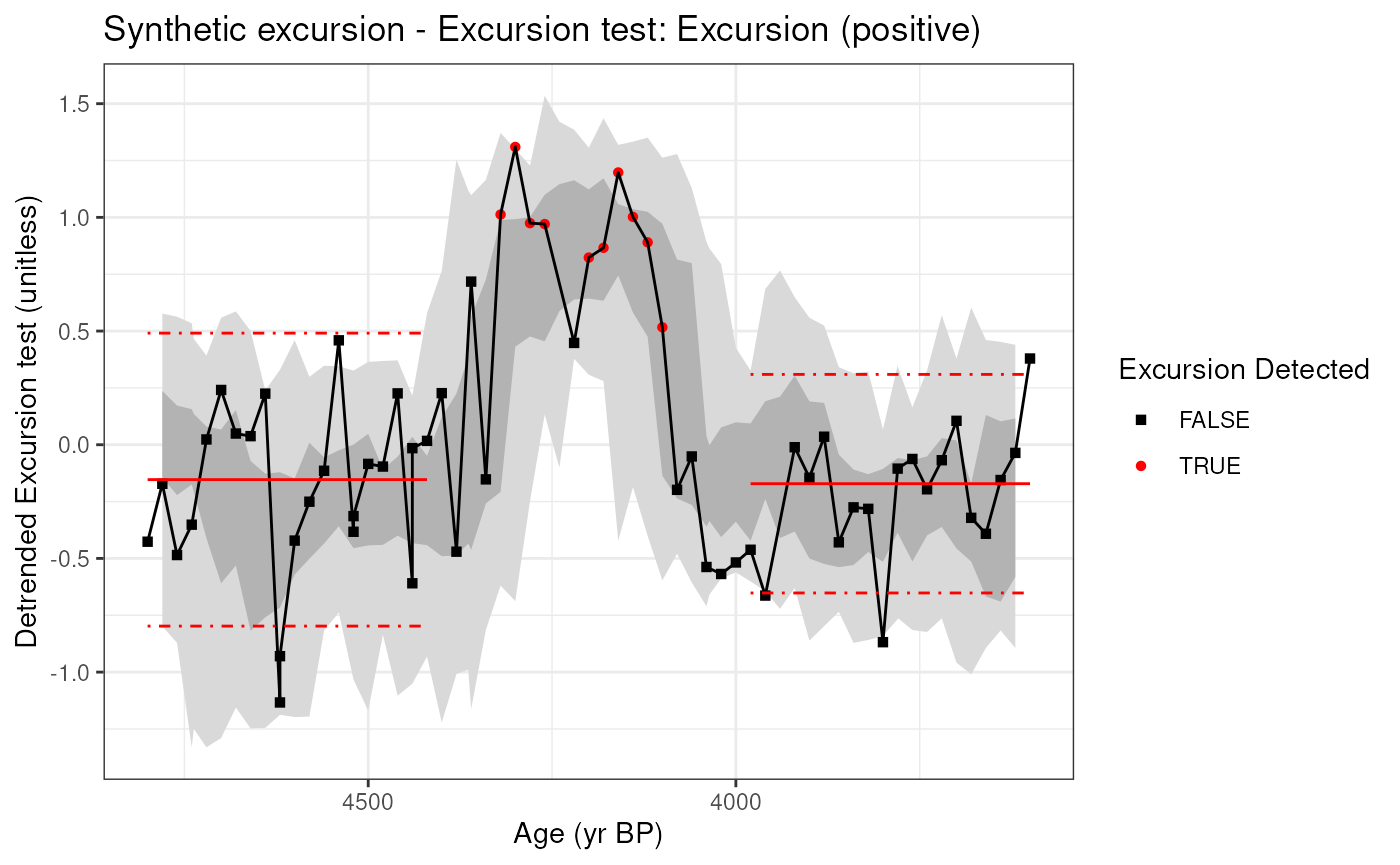 Synthetic excursion - Excursion test: Excursion (positive)
Detrended Excursion test (unitless)
1.5
1.0
0.5
0.0
-0.5
-1.0
4500
4000
Age (yr BP)
Excursion Detected
FALSE
TRUE